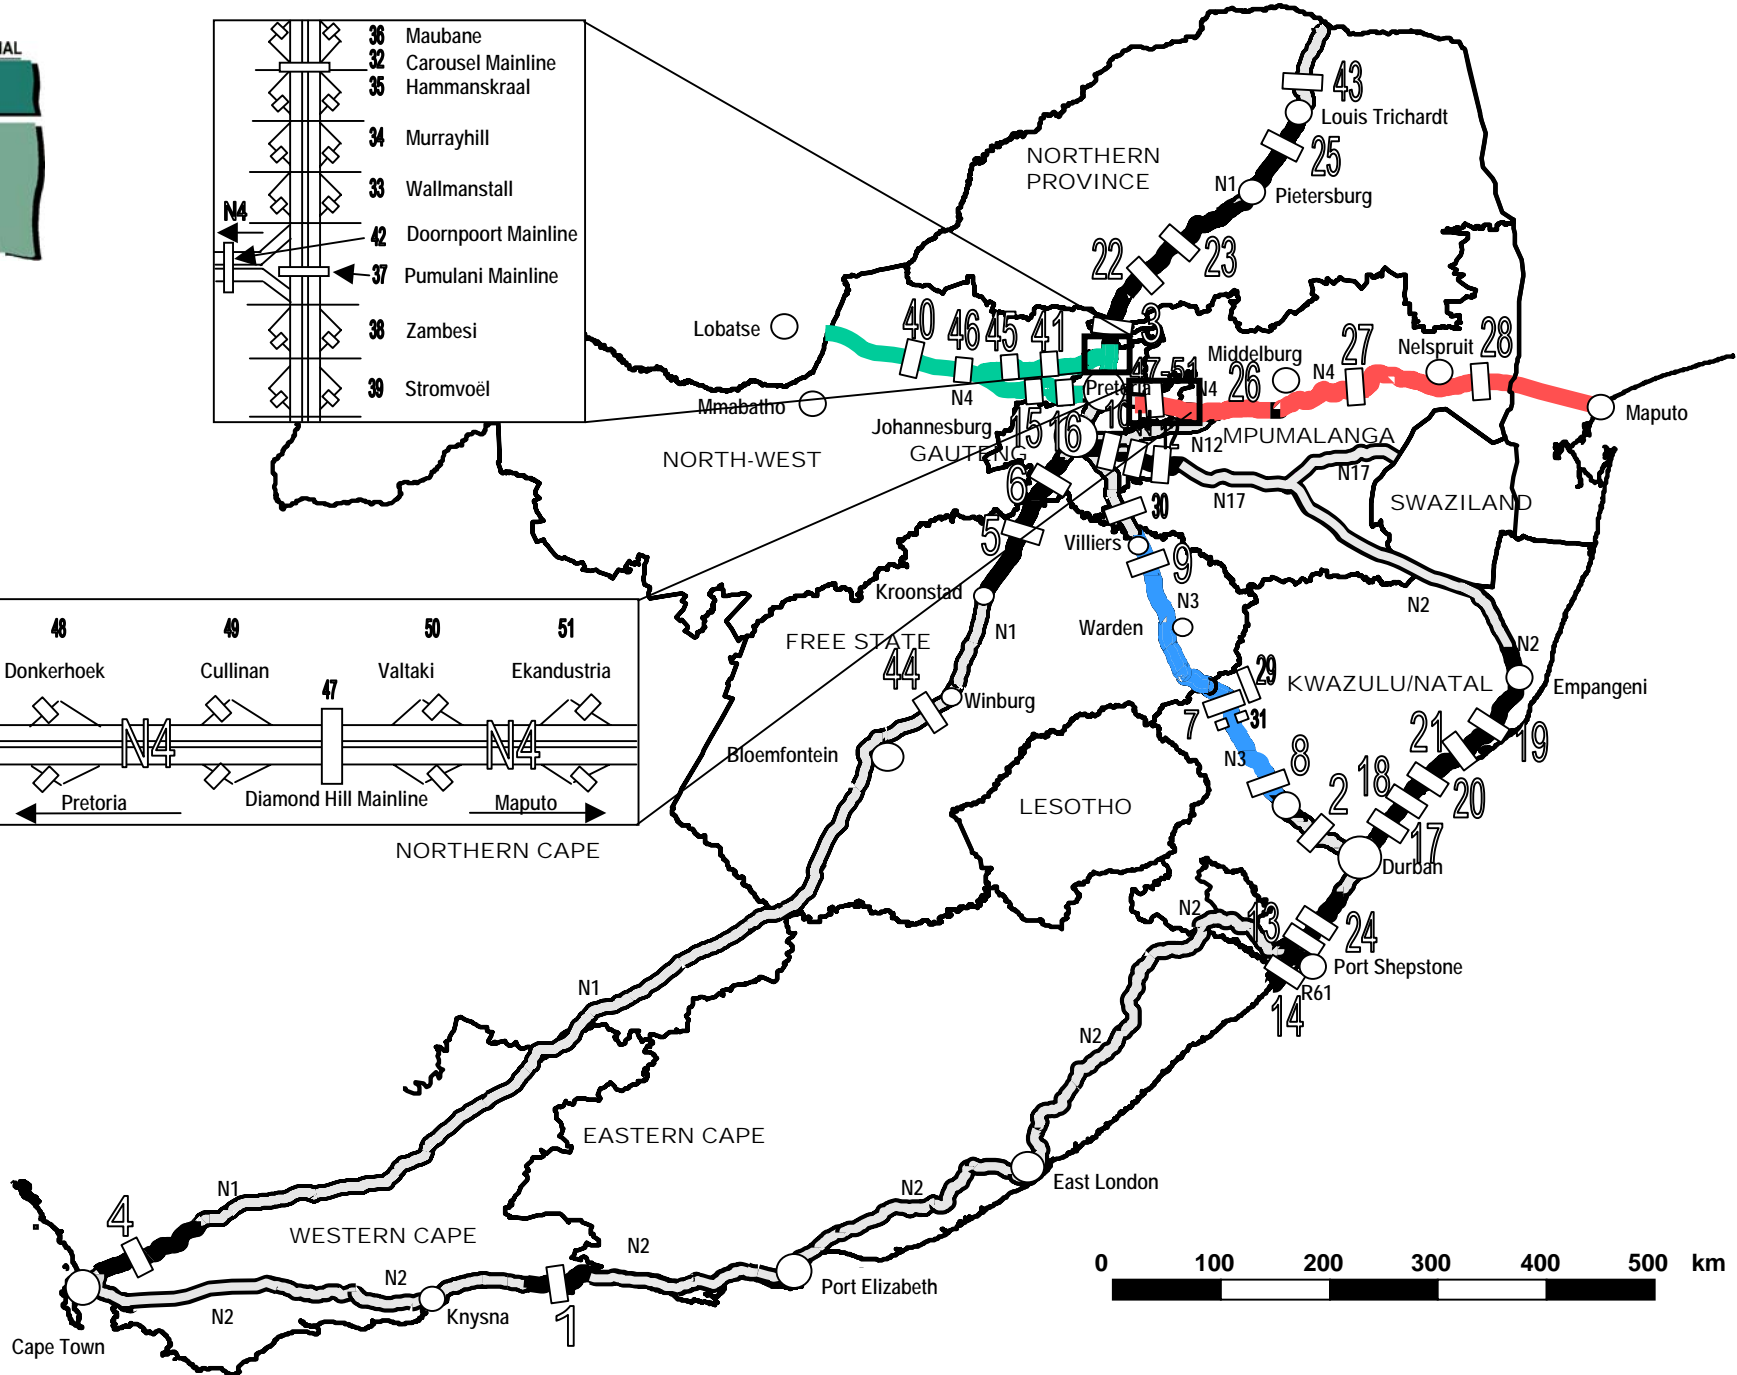 36 Maubane
32 Carousel Mainline
35 Hammanskraal
34 Murrayhill
33 Wallmanstall
N4
42 Doornpoort Mainline
37 Pumulani Mainline
38 Zambesi
39 Stromvoël
43
Louis Trichardt
25
NORTHERN
PROVINCE
N1
Pietersburg
22
23
Lobatse
40
46
45
41
3
Middelburg
27
Nelspruit
28
47-51
Pretoria
N4
26
N4
N4
Mmabatho
Maputo
Johannesburg
15
16
GAUTENG
N12
MPUMALANGA
NORTH-WEST
N17
N17
SWAZILAND
6
30
5
Villiers
9
Kroonstad
N3
N2
Warden
N1
FREE STATE
N2
44
29
KWAZULU/NATAL
Empangeni
Winburg
7
31
21
19
Bloemfontein
N3
8
18
20
2
17
Durban
LESOTHO
48
49
50
51
Donkerhoek
Cullinan
Valtaki
Ekandustria
47
N4
N4
Pretoria
Diamond Hill Mainline
Maputo
NORTHERN CAPE
N2
13
24
Port Shepstone
R61
14
N1
N2
EASTERN CAPE
East London
N1
N2
4
WESTERN CAPE
N2
N2
N2
Knysna
1
Port Elizabeth
Cape Town
0 100 200 300 400 500 km